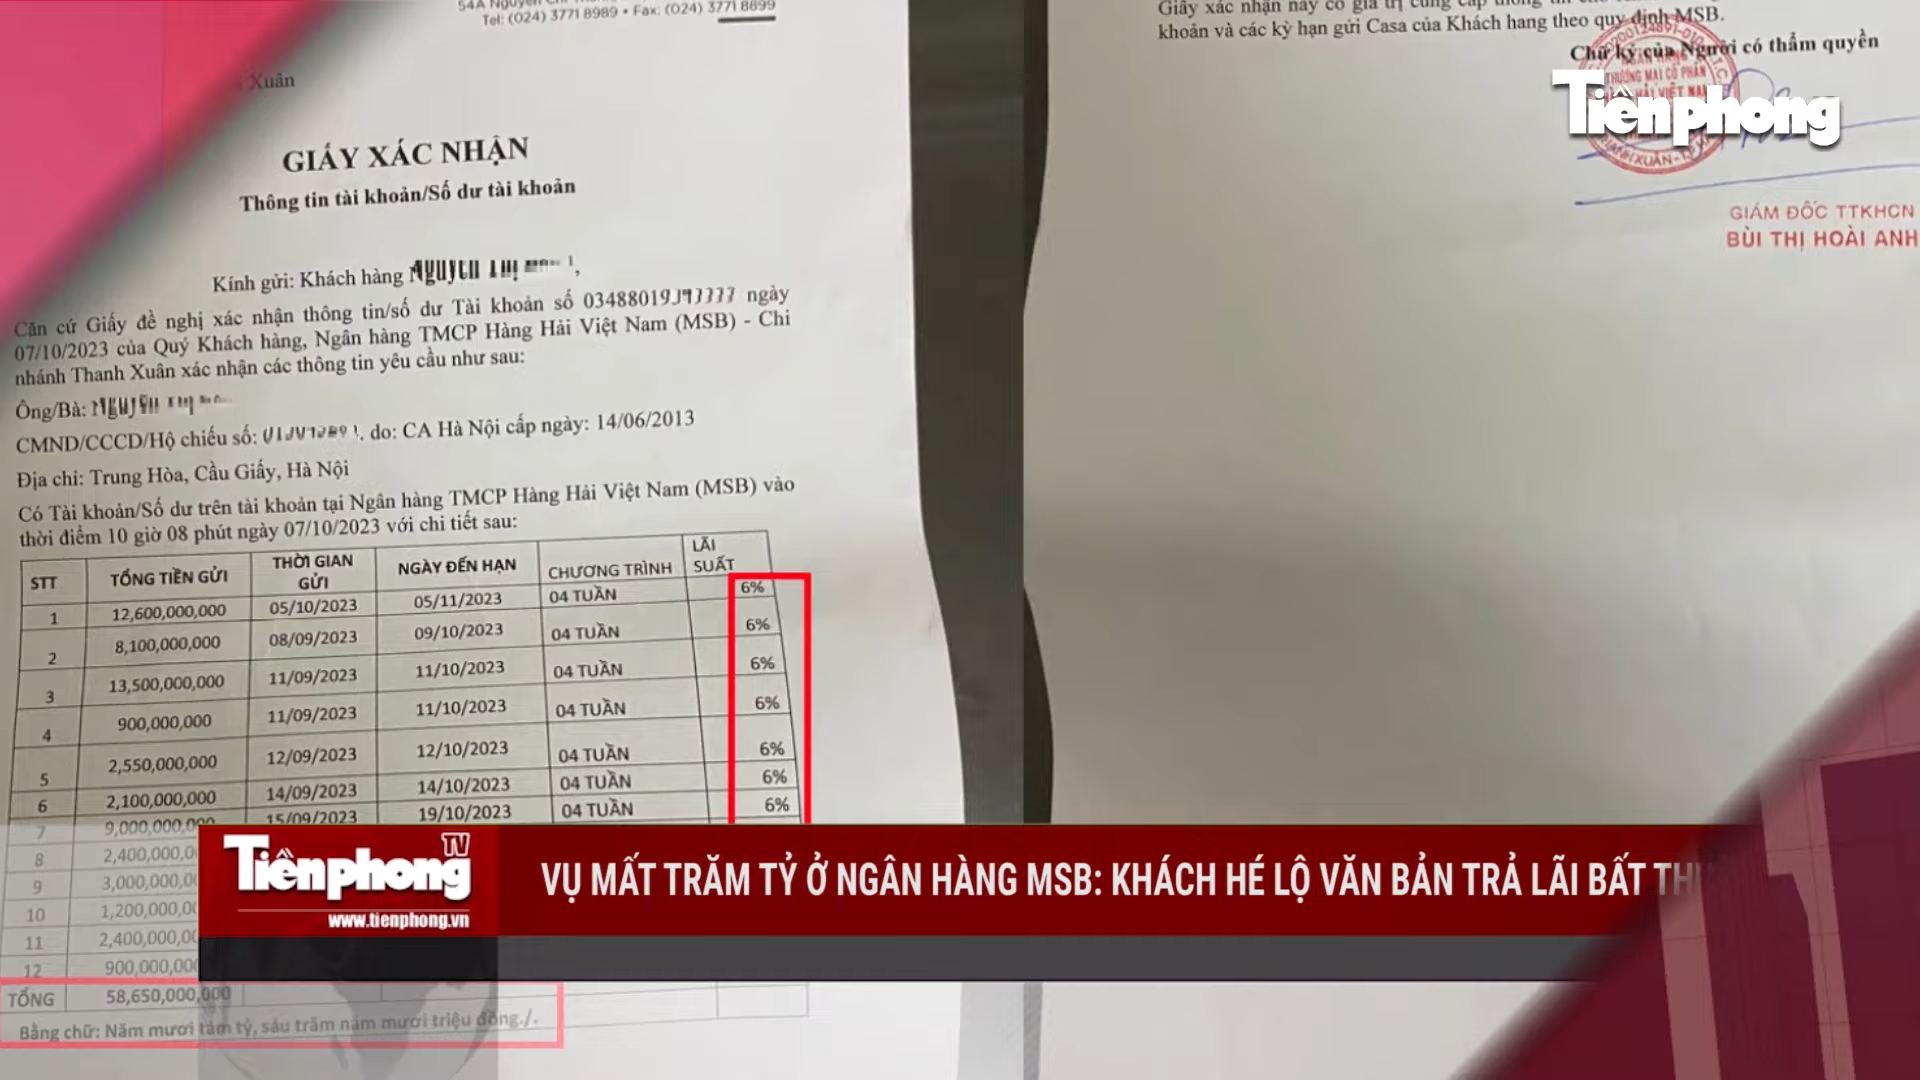 Tel: (024) 3771 8989 • Fax: (024) 3771 8899
Xuân
GIẤY XÁC NHẬN
Thông tin tài khoản/Số dư tài khoản
Kính gửi: Khách hàng
Căn cứ Giấy đề nghị xác nhận thông tin/số dư Tài khoản số ngày
07/10/2023 của Quý Khách hàng, Ngân hàng TMCP Hàng Hải Việt Nam (MSB) - Chi
nhánh Thanh Xuân xác nhận các thông tin yêu cầu như sau:
Ông/Bà:
CMND/CCCD/Hộ chiếu số: do: CA Hà Nội cấp ngày: 14/06/2013
Địa chỉ: Trung Hòa, Cầu Giấy, Hà Nội
Có Tài khoản/Số dư trên tài khoản tại Ngân hàng TMCP Hàng Hải Việt Nam (MSB) vào
thời điểm 10 giờ 08 phút ngày 07/10/2023 với chi tiết sau:
STT TỔNG TIỀN GỬI THỜI GIAN GỬI NGÀY ĐẾN HẠN CHƯƠNG TRÌNH LÃI SUẤT
1 12,600,000,000 05/10/2023 05/11/2023 04 TUẦN 6%
2 8,100,000,000 08/09/2023 09/10/2023 04 TUẦN 6%
3 13,500,000,000 11/09/2023 11/10/2023 04 TUẦN 6%
4 900,000,000 11/09/2023 11/10/2023 04 TUẦN 6%
5 2,550,000,000 12/09/2023 12/10/2023 04 TUẦN 6%
6 2,100,000,000 14/09/2023 14/10/2023 04 TUẦN 6%
7 9,000,000,000 15/09/2023 19/10/2023 04 TUẦN 6%
8
9
10
11
12
TỔNG 58,650,000,000
Bằng chữ: Năm mươi tám tỷ, sáu trăm năm mươi triệu đồng./.
khoản và các kỳ hạn gửi Casa của Khách hang theo quy định MSB.
Chữ ký của Người có thẩm quyền
THƯƠNG MẠI CỔ PHẦN
Tiênphong
GIÁM ĐỐC TTKHCN
BÙI THỊ HOÀI ANH
Tiênphong TV
www.tienphong.vn
VỤ MẤT TRĂM TỶ Ở NGÂN HÀNG MSB: KHÁCH HÉ LỘ VĂN BẢN TRẢ LÃI BẤT